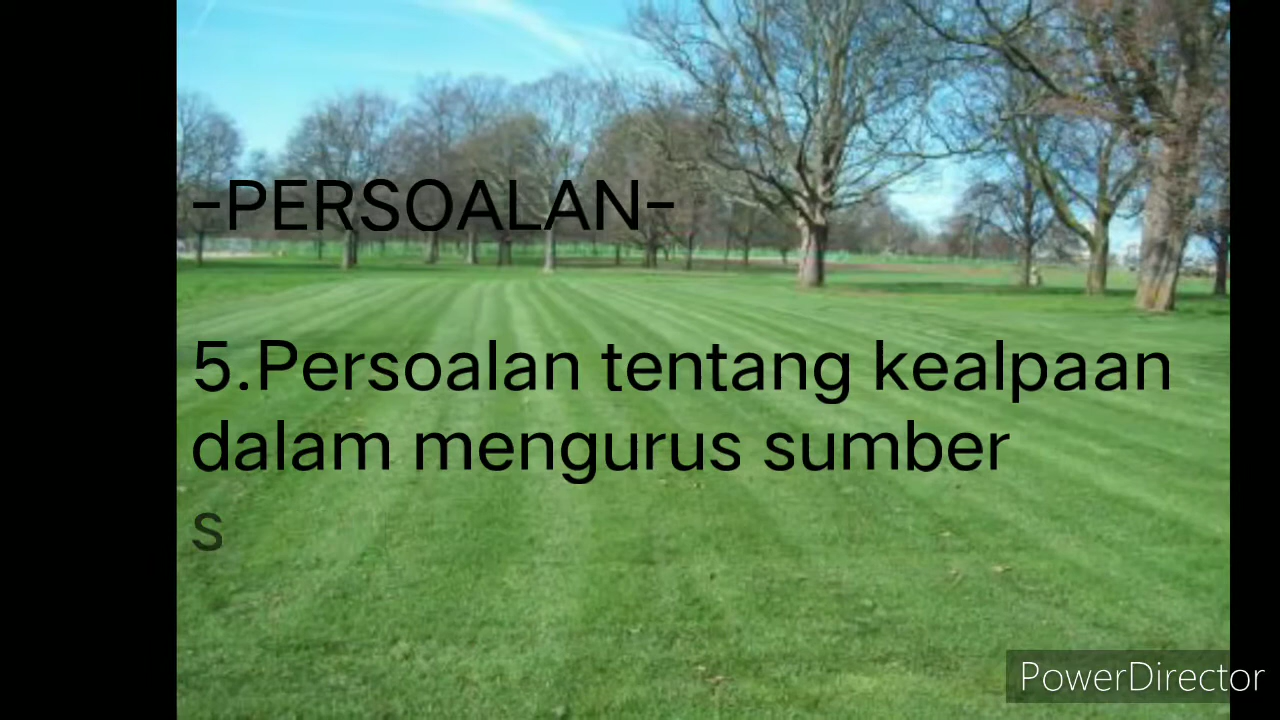 -PERSOALAN-
5.Persoalan tentang kealpaan
dalam mengurus sumber
s
PowerDirector